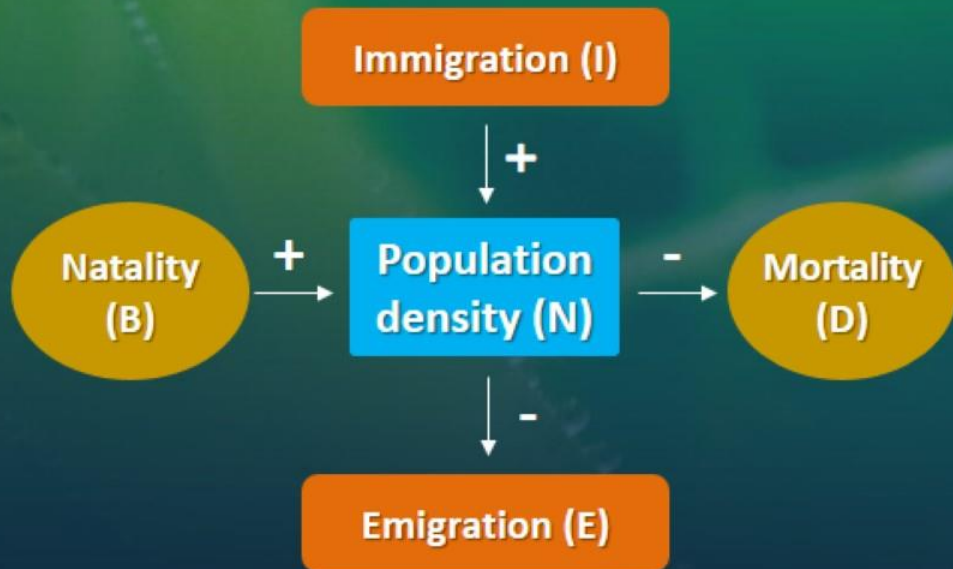 Immigration (I)
+
Natality
(B)
+
Population
density (N)
-
Mortality
(D)
-
Emigration (E)